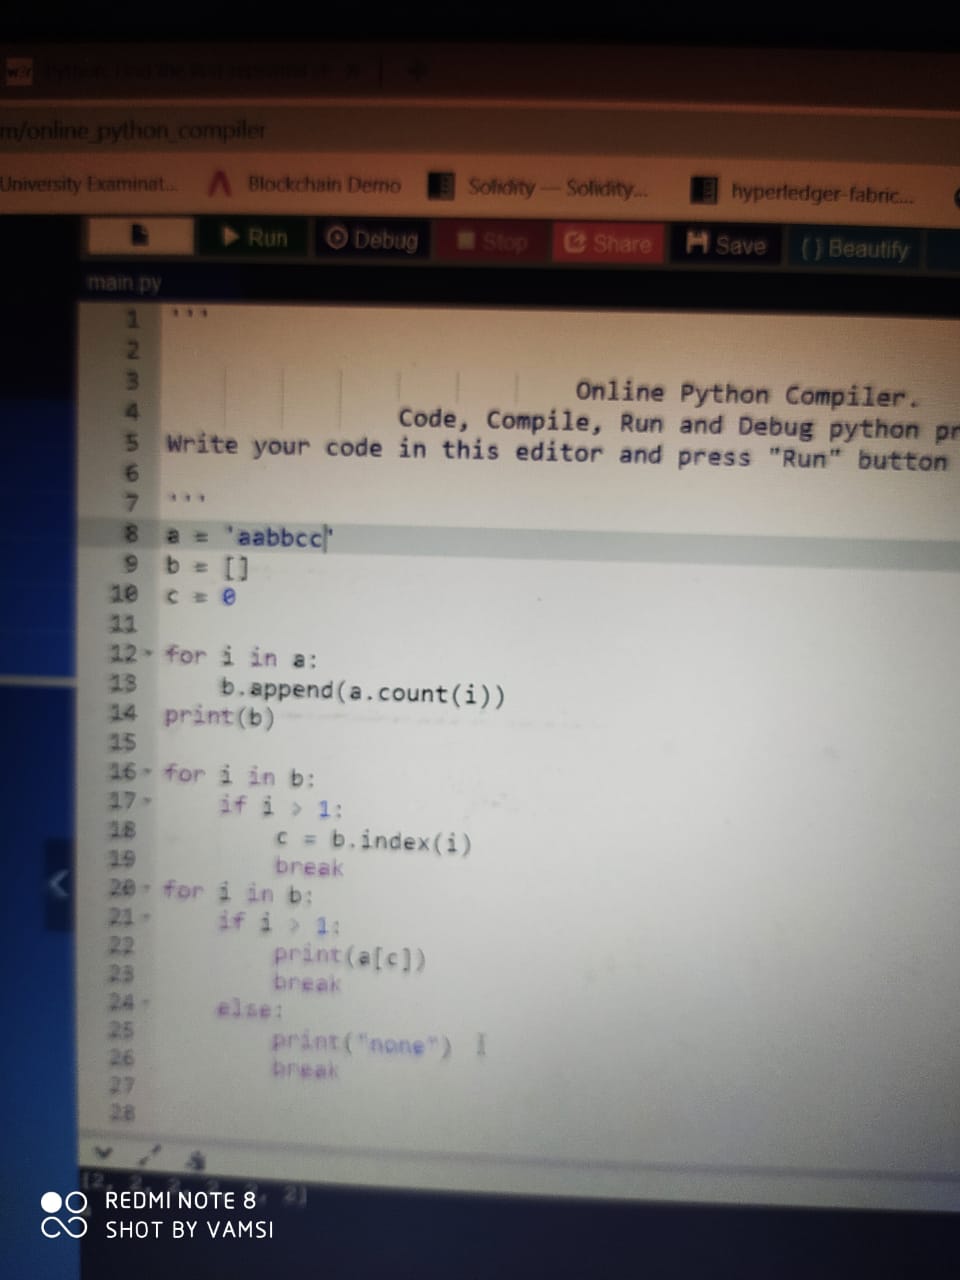 m/online_python_compiler
University Examinat... Blockchain Demo Solidity — Solidity... hyperledger-fabric...
Run Debug Stop Share Save {} Beautify
main.py
1 '''
2
3 Online Python Compiler.
4 Code, Compile, Run and Debug python pr
5 Write your code in this editor and press "Run" button
6
7 '''
8 a = 'aabbcc'
9 b = []
10 c = 0
11
12 for i in a:
13 b.append(a.count(i))
14 print(b)
15
16 for i in b:
17 if i > 1:
18 c = b.index(i)
19 break
20 for i in b:
21 if i > 1:
22 print(a[c])
23 break
24 else:
25 print("none")
26 break
27
28
REDMI NOTE 8
SHOT BY VAMSI